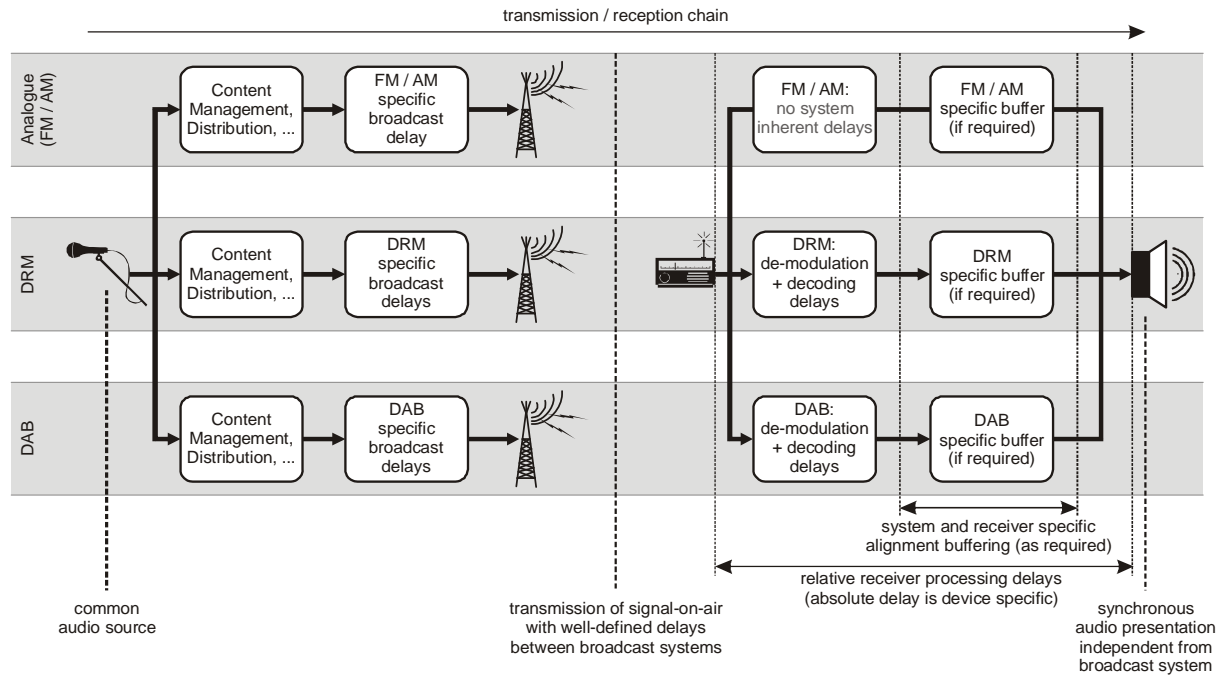 transmission / reception chain
Analogue
(FM / AM)
Content
Management,
Distribution, ...
FM / AM
specific
broadcast
delay
FM / AM:
no system
inherent delays
FM / AM
specific buffer
(if required)
DRM
Content
Management,
Distribution, ...
DRM
specific
broadcast
delays
DRM:
de-modulation
+ decoding
delays
DRM
specific buffer
(if required)
DAB
Content
Management,
Distribution, ...
DAB
specific
broadcast
delays
DAB:
de-modulation
+ decoding
delays
DAB
specific buffer
(if required)
system and receiver specific
alignment buffering (as required)
relative receiver processing delays
(absolute delay is device specific)
common
audio source
transmission of signal-on-air
with well-defined delays
between broadcast systems
synchronous
audio presentation
independent from
broadcast system